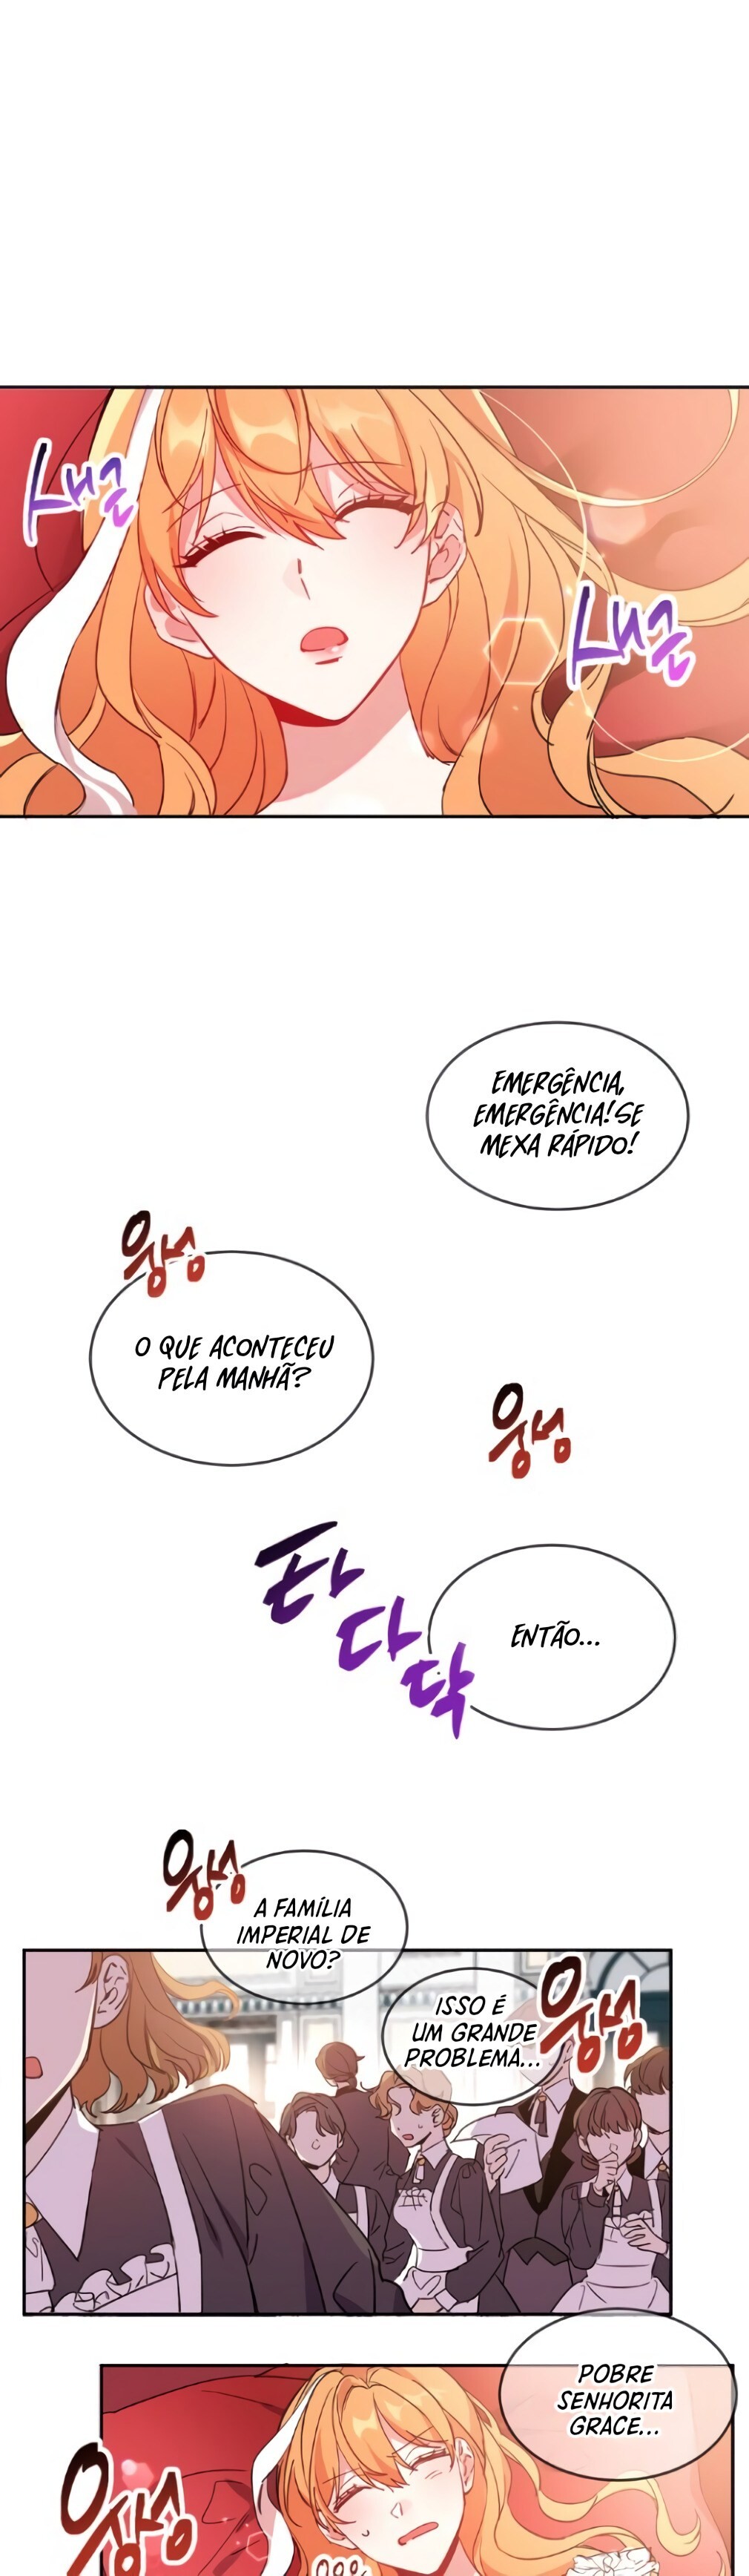 새근
새근
EMERGÊNCIA,
EMERGÊNCIA!SE
MEXA RÁPIDO!
웅성
O QUE ACONTECEU
PELA MANHÃ?
웅성
타
다
닥
ENTÃO...
웅성
A FAMÍLIA
IMPERIAL DE
NOVO?
ISSO É
UM GRANDE
PROBLEMA...
웅성
POBRE
SENHORITA
GRACE...
웅성